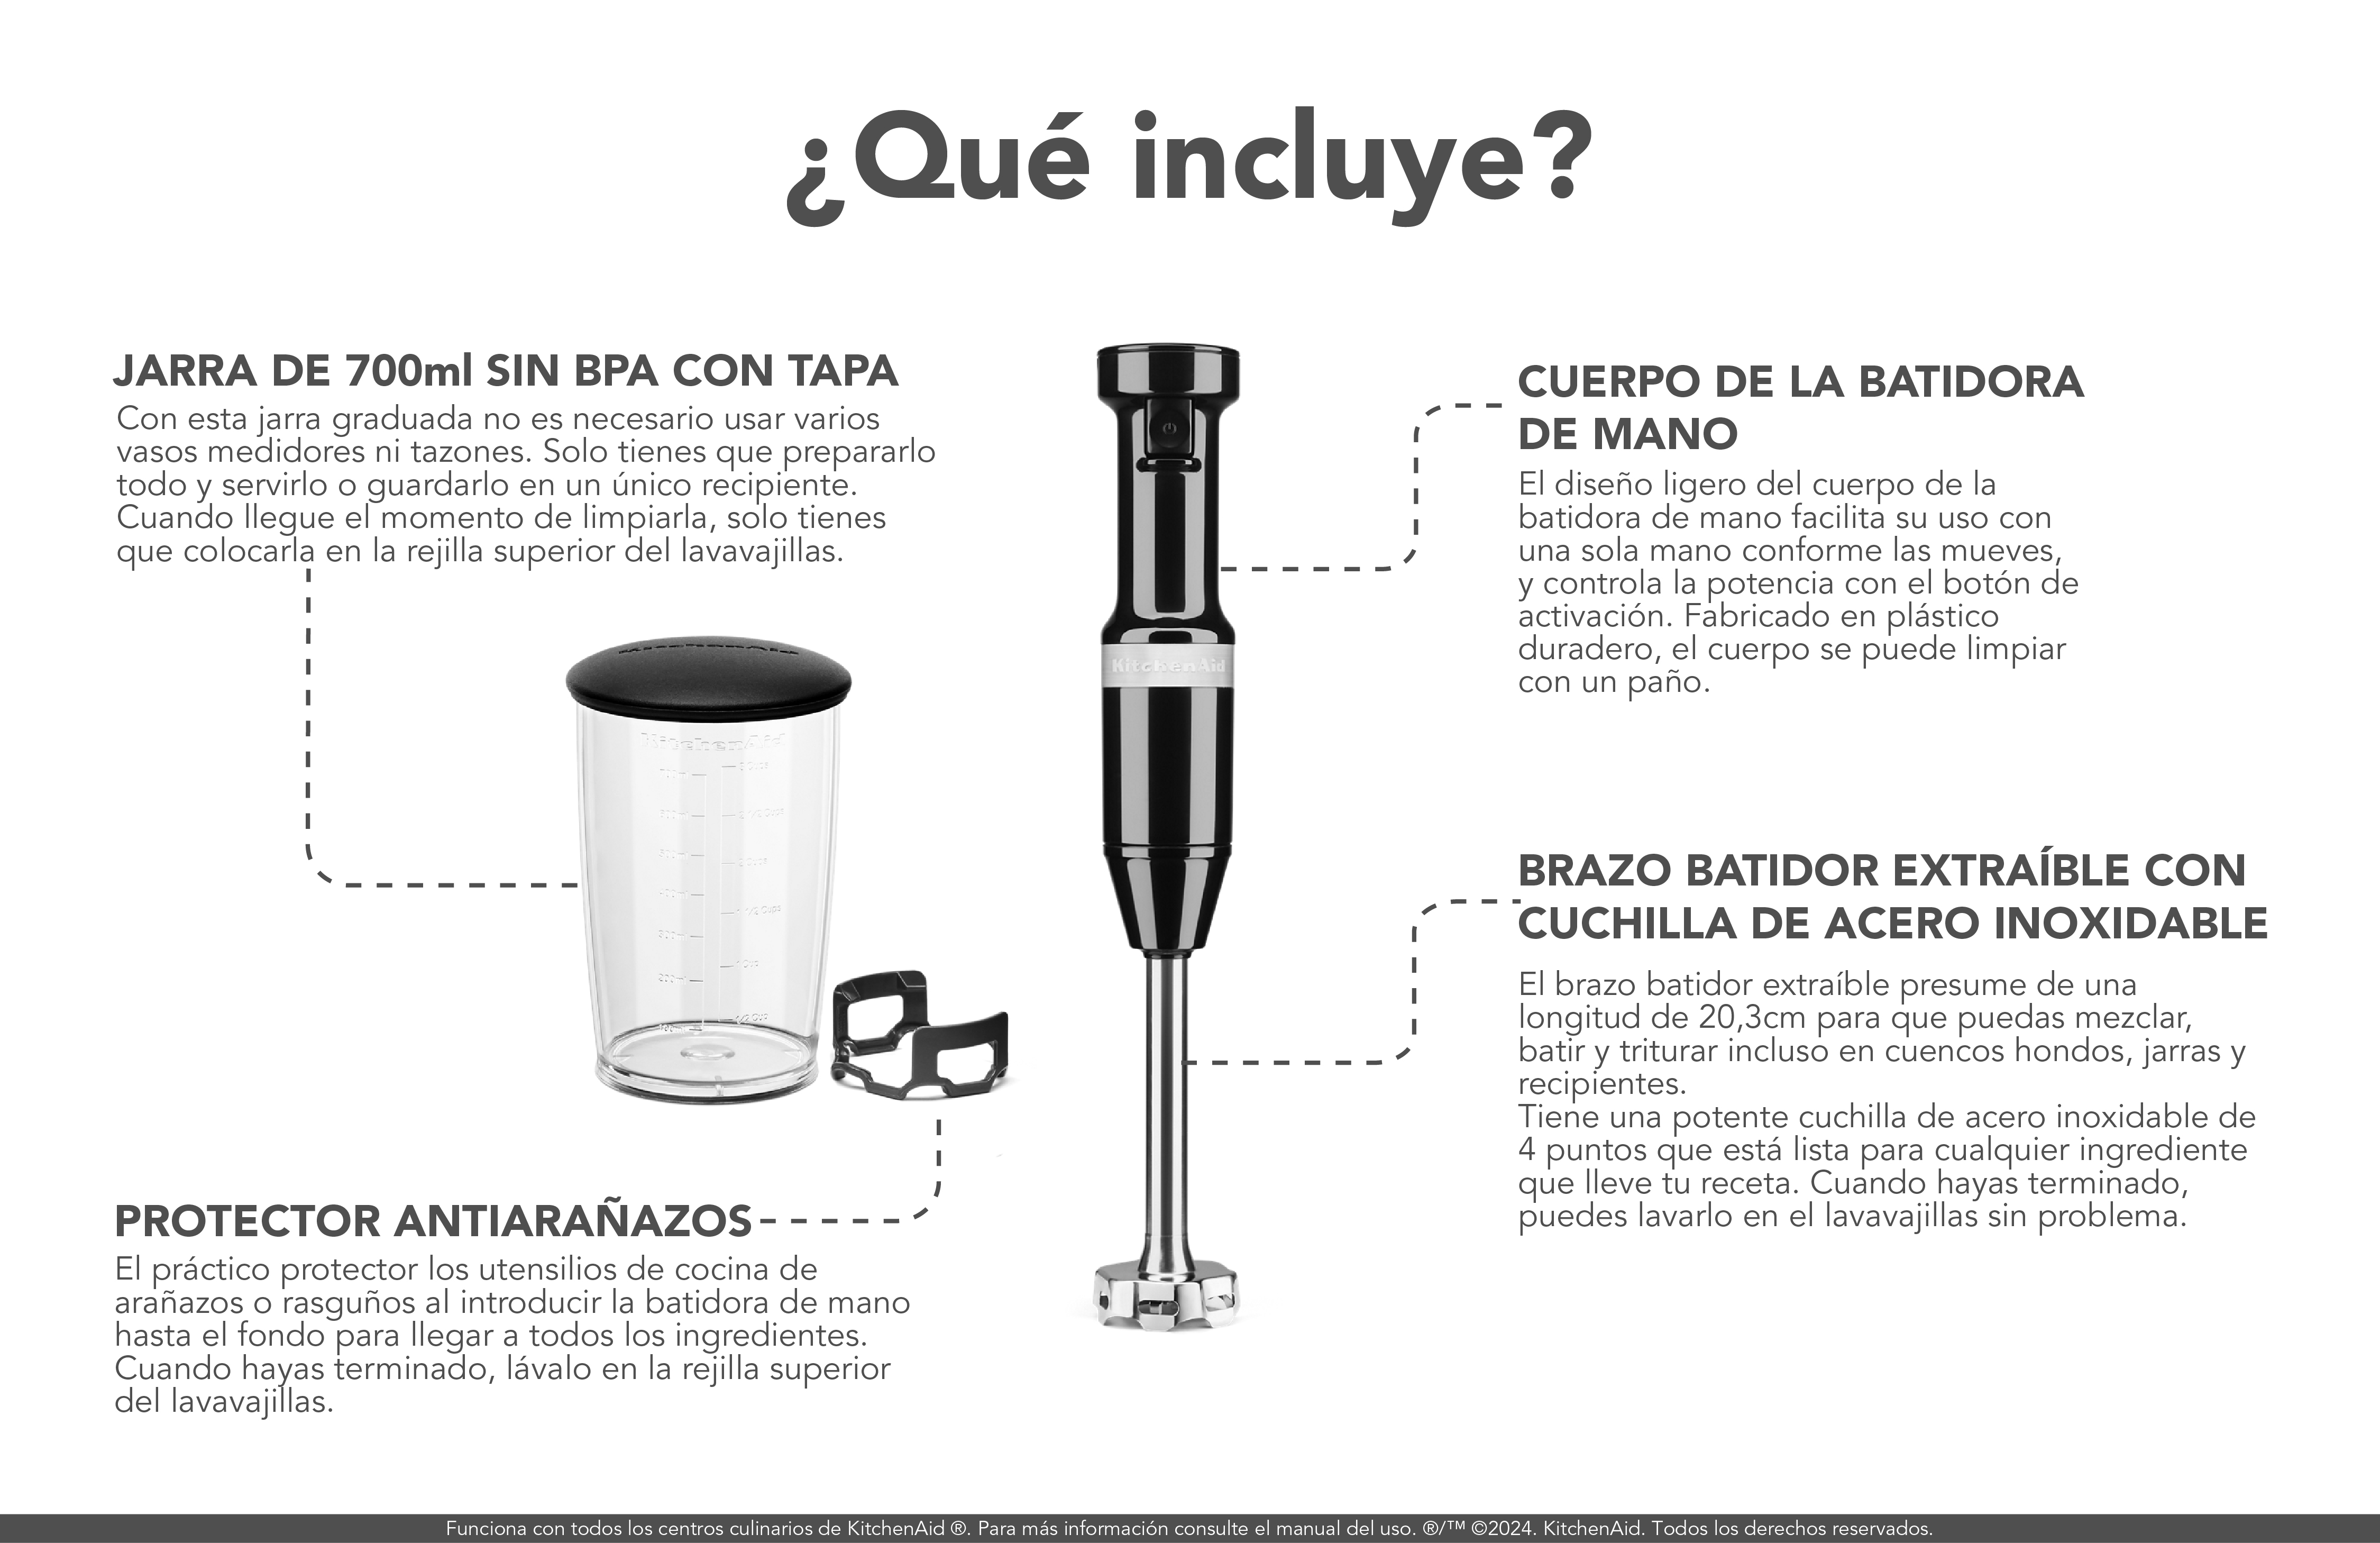 ¿Qué incluye?
JARRA DE 700ml SIN BPA CON TAPA
Con esta jarra graduada no es necesario usar varios
vasos medidores ni tazones. Solo tienes que prepararlo
todo y servirlo o guardarlo en un único recipiente.
Cuando llegue el momento de limpiarla, solo tienes
que colocarla en la rejilla superior del lavavajillas.
KitchenAid
KitchenAid
PROTECTOR ANTIARAÑAZOS
El práctico protector los utensilios de cocina de
arañazos o rasguños al introducir la batidora de mano
hasta el fondo para llegar a todos los ingredientes.
Cuando hayas terminado, lávalo en la rejilla superior
del lavavajillas.
KitchenAid
CUERPO DE LA BATIDORA
DE MANO
El diseño ligero del cuerpo de la
batidora de mano facilita su uso con
una sola mano conforme las mueves,
y controla la potencia con el botón de
activación. Fabricado en plástico
duradero, el cuerpo se puede limpiar
con un paño.
BRAZO BATIDOR EXTRAÍBLE CON
CUCHILLA DE ACERO INOXIDABLE
El brazo batidor extraíble presume de una
longitud de 20,3cm para que puedas mezclar,
batir y triturar incluso en cuencos hondos, jarras y
recipientes.
Tiene una potente cuchilla de acero inoxidable de
4 puntos que está lista para cualquier ingrediente
que lleve tu receta. Cuando hayas terminado,
puedes lavarlo en el lavavajillas sin problema.
Funciona con todos los centros culinarios de KitchenAid ®. Para más información consulte el manual del uso. ®/™ ©2024. KitchenAid. Todos los derechos reservados.